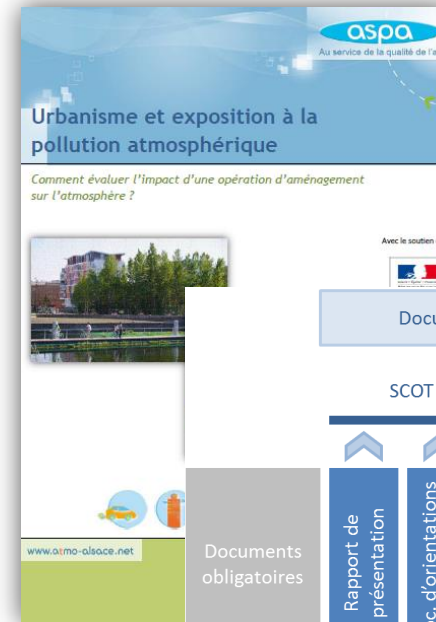 aspa
Au service de la qualité de l'a
Urbanisme et exposition à la
pollution atmosphérique
Comment évaluer l'impact d'une opération d'aménagement
sur l'atmosphère ?
Avec le soutien
Docu
SCOT
Documents
obligatoires
Rapport de
présentation
oc. d'orientations
www.atmo-alsace.net